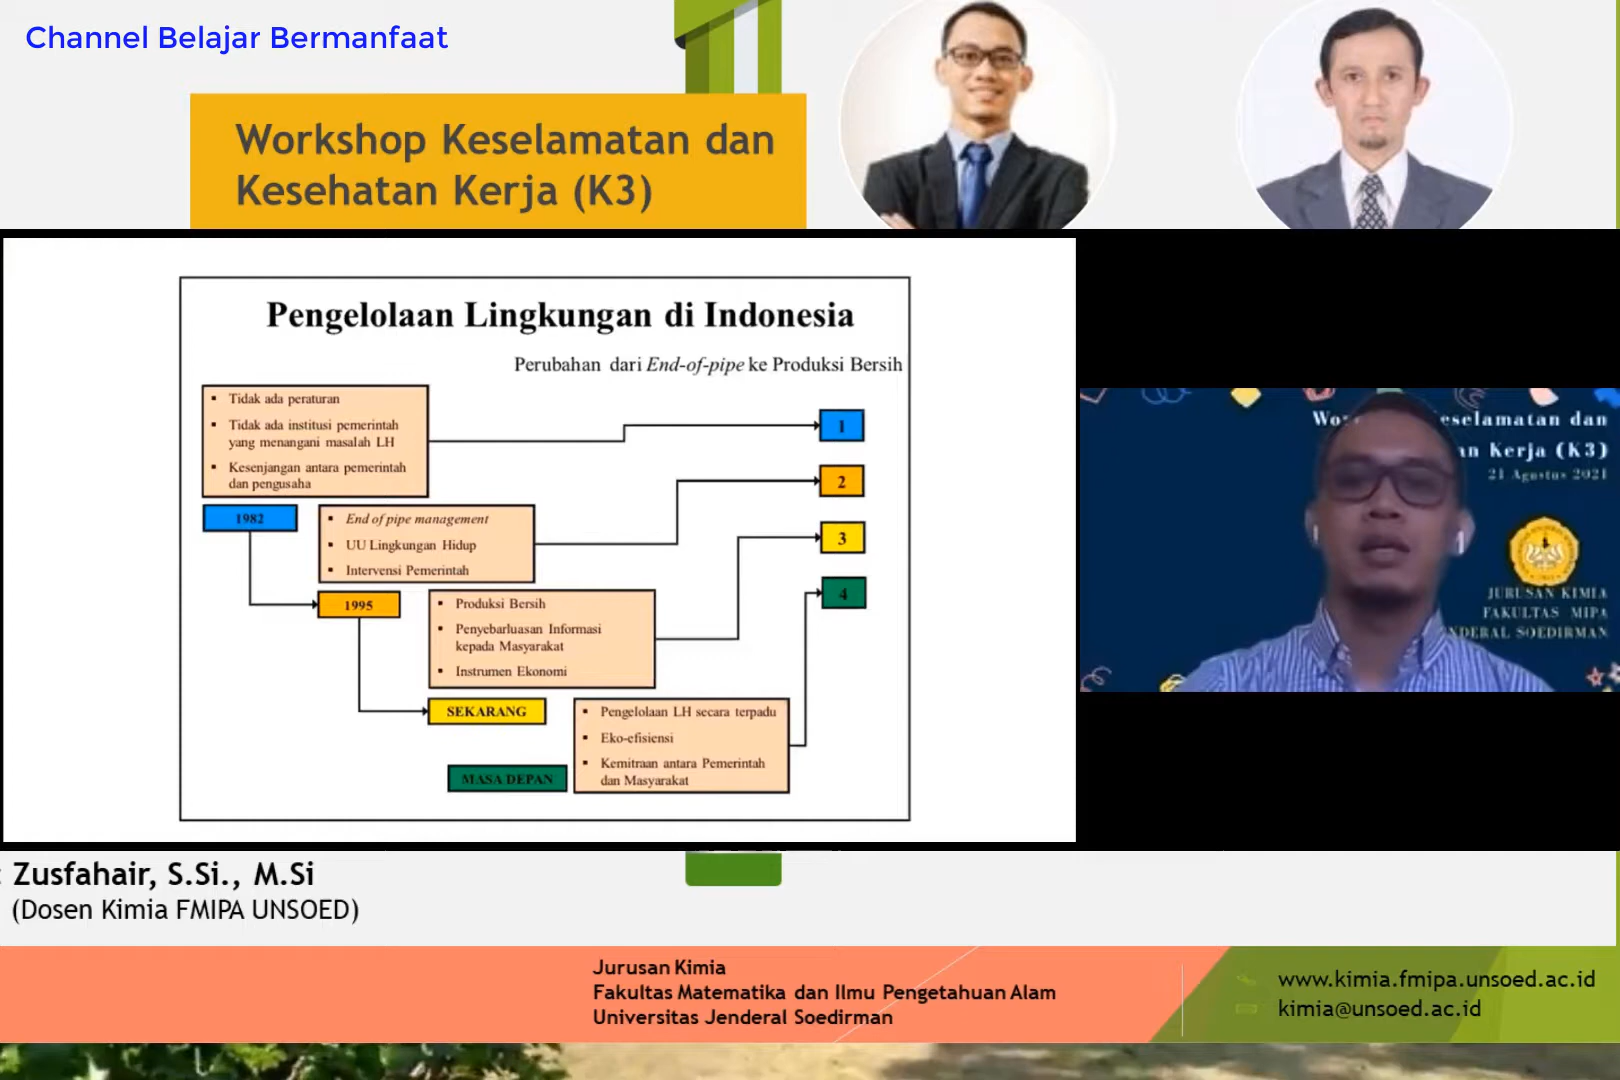 Channel Belajar Bermanfaat
Workshop Keselamatan dan
Kesehatan Kerja (K3)
Pengelolaan Lingkungan di Indonesia
Perubahan dari End-of-pipe ke Produksi Bersih
▪ Tidak ada peraturan
▪ Tidak ada institusi pemerintah
yang menangani masalah LH
▪ Kesenjangan antara pemerintah
dan pengusaha
1
2
3
4
1982
▪ End of pipe management
▪ UU Lingkungan Hidup
▪ Intervensi Pemerintah
1995
▪ Produksi Bersih
▪ Penyebarluasan Informasi
kepada Masyarakat
▪ Instrumen Ekonomi
SEKARANG
▪ Pengelolaan LH secara terpadu
▪ Eko-efisiensi
▪ Kemitraan antara Pemerintah
dan Masyarakat
MASA DEPAN
dan
Kerja (K3)
21 Agustus 2021
JURUSAN KIMIA
FAKULTAS MIPA
SOEDIRMAN
: Zusfahair, S.Si., M.Si
(Dosen Kimia FMIPA UNSOED)
Jurusan Kimia
Fakultas Matematika dan Ilmu Pengetahuan Alam
Universitas Jenderal Soedirman
www.kimia.fmipa.unsoed.ac.id
kimia@unsoed.ac.id